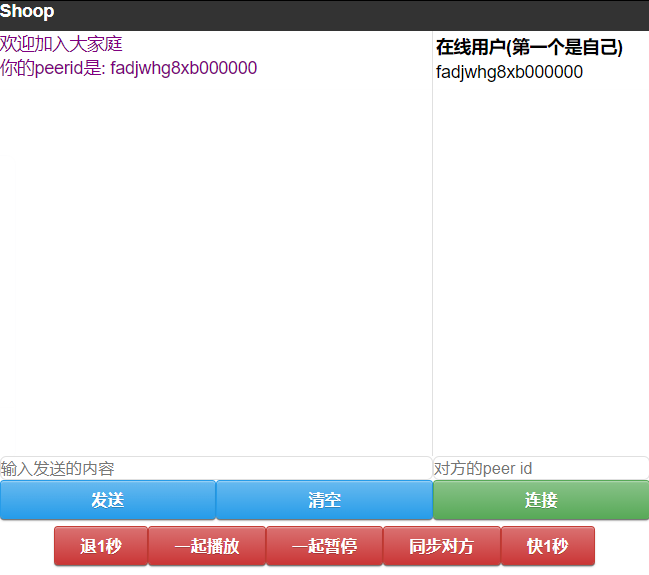 Shoop
欢迎加入大家庭
你的peerid是: fadjwhg8xb000000
在线用户(第一个是自己)
fadjwhg8xb000000
输入发送的内容
对方的peer id
发送
清空
连接
退1秒
一起播放
一起暂停
同步对方
快1秒